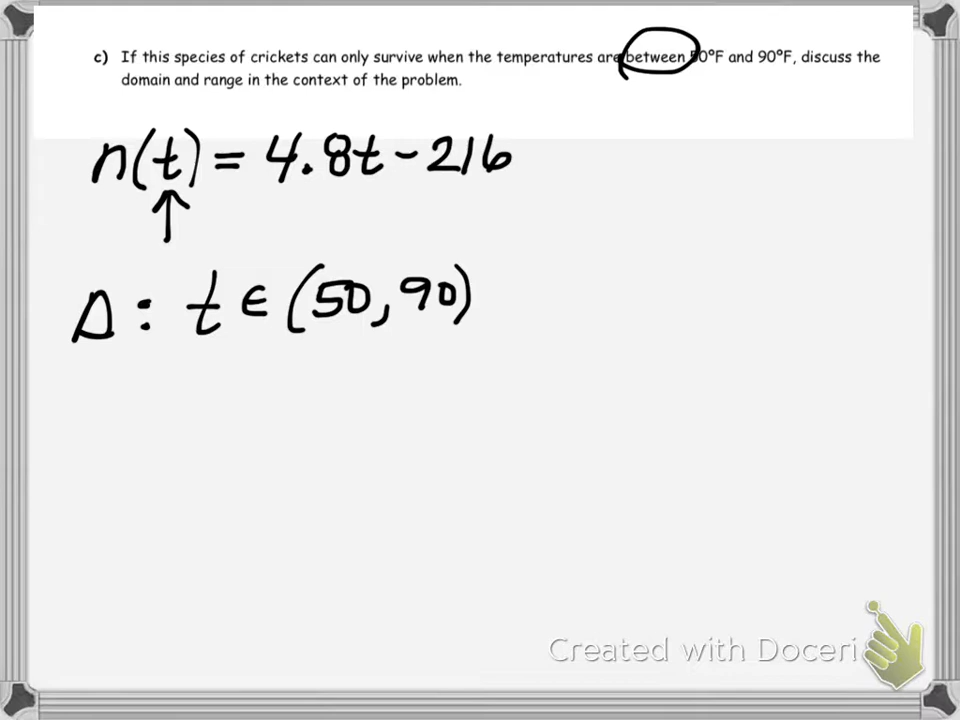 c) If this species of crickets can only survive when the temperatures are between 50°F and 90°F, discuss the
domain and range in the context of the problem.
n(t) = 4.8t - 216
D : t ∈ (50, 90)
Created with Doceri